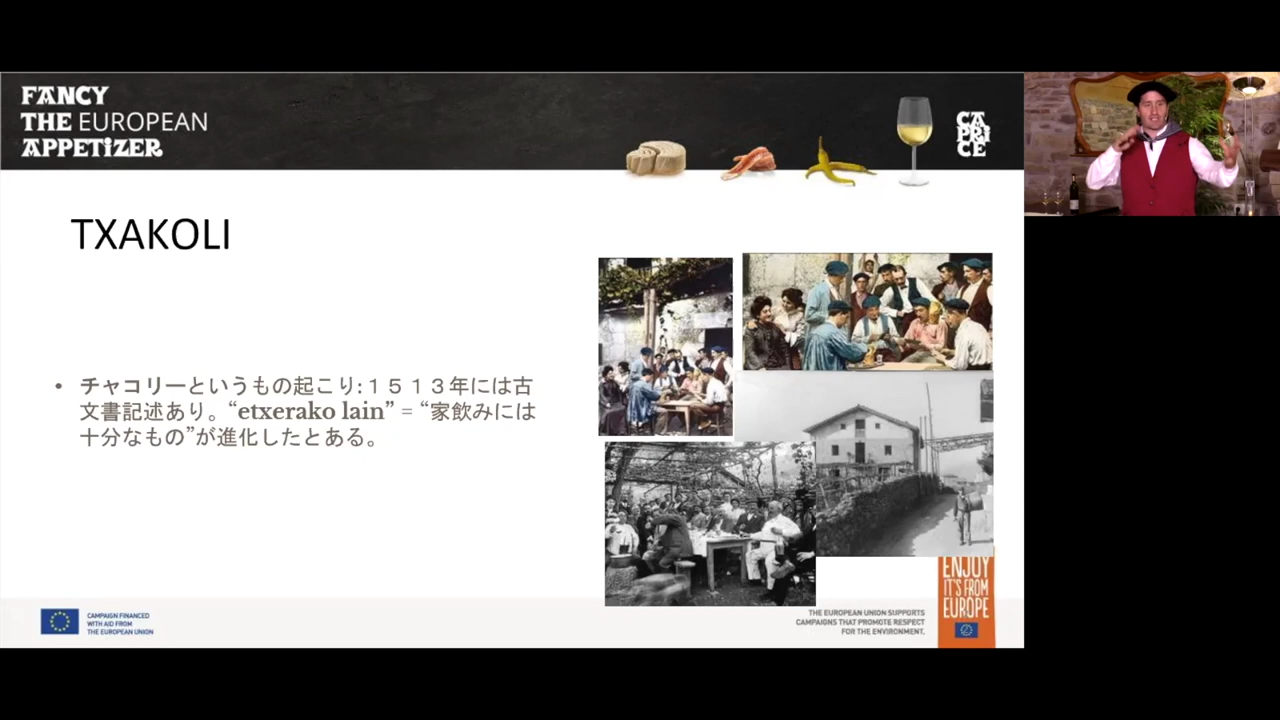 FANCY
THE EUROPEAN
APPETiZER
CA
PRI
CE
TXAKOLI
• チャコリーというもの起こり:１５１３年には古
文書記述あり。“etxerako lain” = “家飲みには
十分なもの”が進化したとある。
CAMPAIGN FINANCED
WITH AID FROM
THE EUROPEAN UNION
THE EUROPEAN UNION SUPPORTS
CAMPAIGNS THAT PROMOTE RESPECT
FOR THE ENVIRONMENT.
ENJOY
IT'S FROM
EUROPE